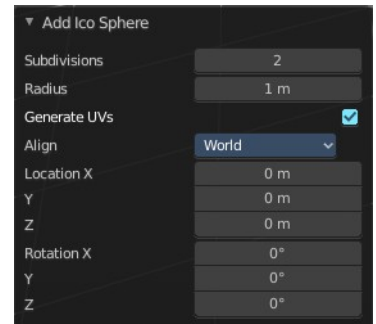 Add Ico Sphere
Subdivisions 2
Radius 1 m
Generate UVs
Align World
Location X 0 m
Y 0 m
Z 0 m
Rotation X 0°
Y 0°
Z 0°